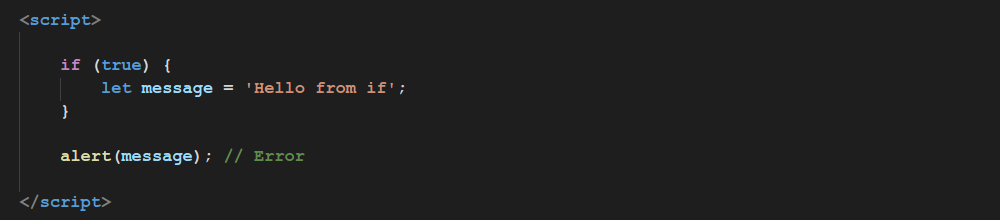 <script>
if (true) {
let message = 'Hello from if';
}
alert(message); // Error
</script>